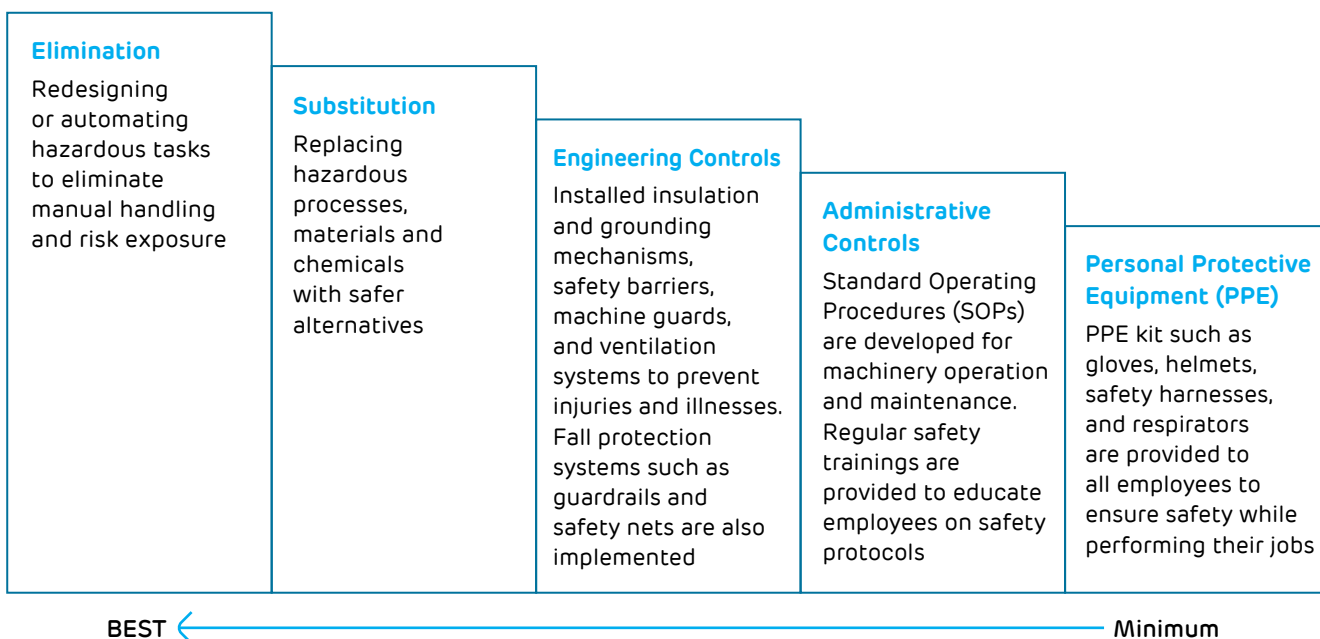 Elimination
Redesigning
or automating
hazardous tasks
to eliminate
manual handling
and risk exposure
Substitution
Replacing
hazardous
processes,
materials and
chemicals
with safer
alternatives
Engineering Controls
Installed insulation
and grounding
mechanisms,
safety barriers,
machine guards,
and ventilation
systems to prevent
injuries and illnesses.
Fall protection
systems such as
guardrails and
safety nets are also
implemented
Administrative
Controls
Standard Operating
Procedures (SOPs)
are developed for
machinery operation
and maintenance.
Regular safety
trainings are
provided to educate
employees on safety
protocols
Personal Protective
Equipment (PPE)
PPE kit such as
gloves, helmets,
safety harnesses,
and respirators
are provided to
all employees to
ensure safety while
performing their jobs
BEST
Minimum